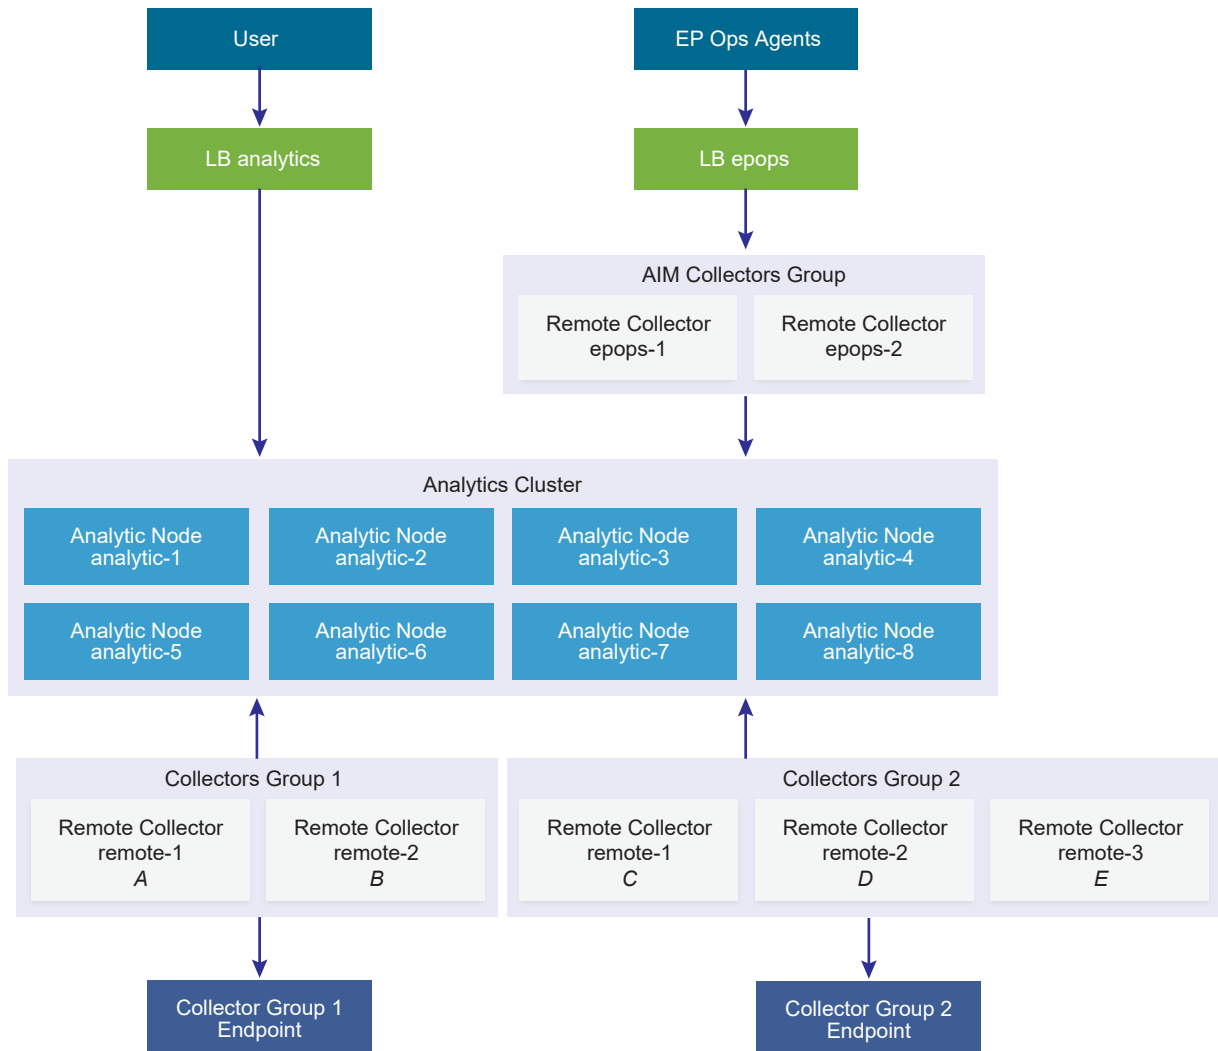 User
EP Ops Agents
LB analytics
LB epops
AIM Collectors Group
Remote Collector
epops-1
Remote Collector
epops-2
Analytics Cluster
Analytic Node
analytic-1
Analytic Node
analytic-2
Analytic Node
analytic-3
Analytic Node
analytic-4
Analytic Node
analytic-5
Analytic Node
analytic-6
Analytic Node
analytic-7
Analytic Node
analytic-8
Collectors Group 1
Remote Collector
remote-1
A
Remote Collector
remote-2
B
Collectors Group 2
Remote Collector
remote-1
C
Remote Collector
remote-2
D
Remote Collector
remote-3
E
Collector Group 1
Endpoint
Collector Group 2
Endpoint